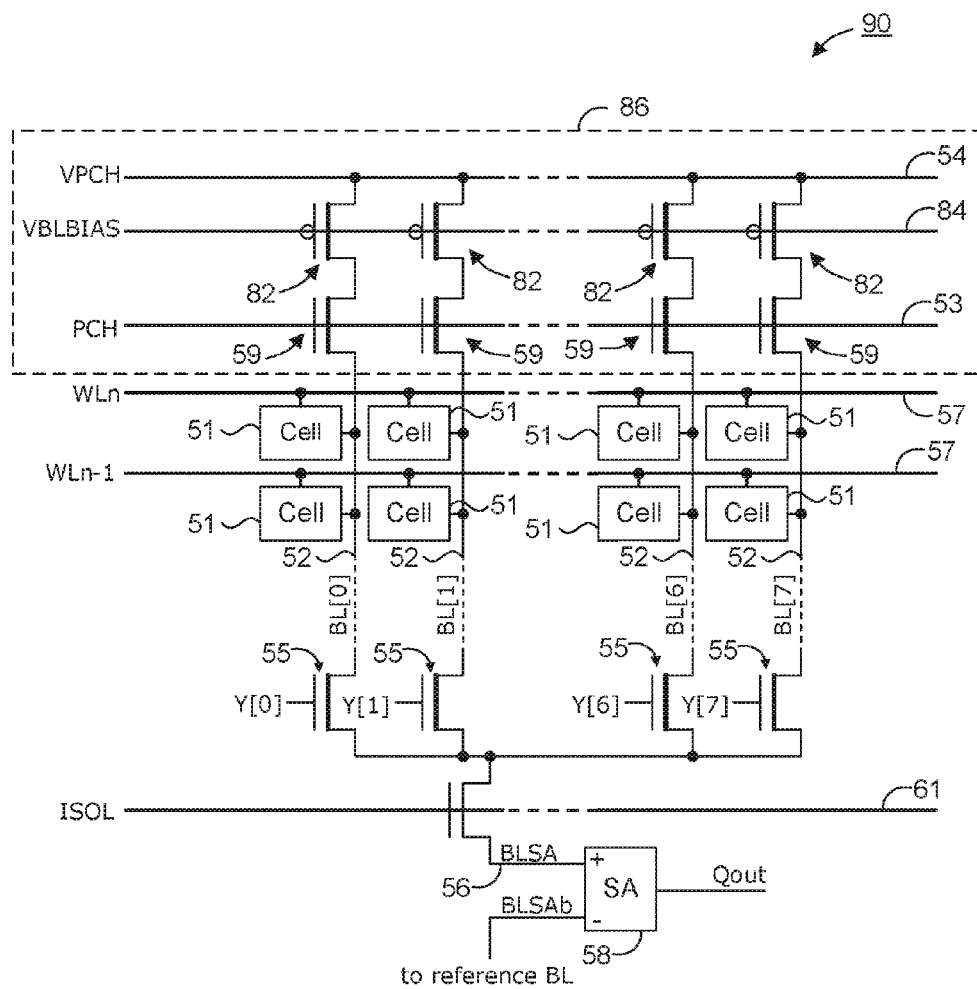 90
86
VPCH 54
VBLBIAS 84
82 82 82 82
PCH 53
59 59 59 59
WLn 57
51 Cell Cell 51 51 Cell Cell 51
WLn-1 57
51 Cell Cell 51 51 Cell Cell 51
52 52 52 52
BL[0] BL[1] BL[6] BL[7]
55 55 55 55
Y[0] Y[1] Y[6] Y[7]
ISOL 61
BLSA + Qout
56 SA
BLSAb -
58
to reference BL